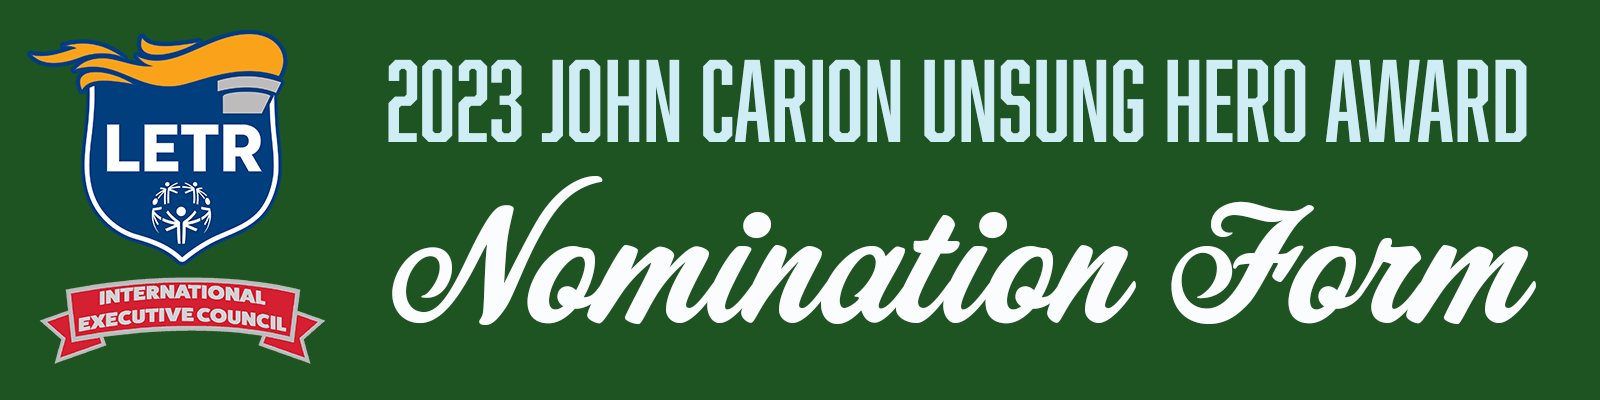 LETR
INTERNATIONAL
EXECUTIVE COUNCIL
2023 JOHN CARION UNSUNG HERO AWARD
Nomination Form